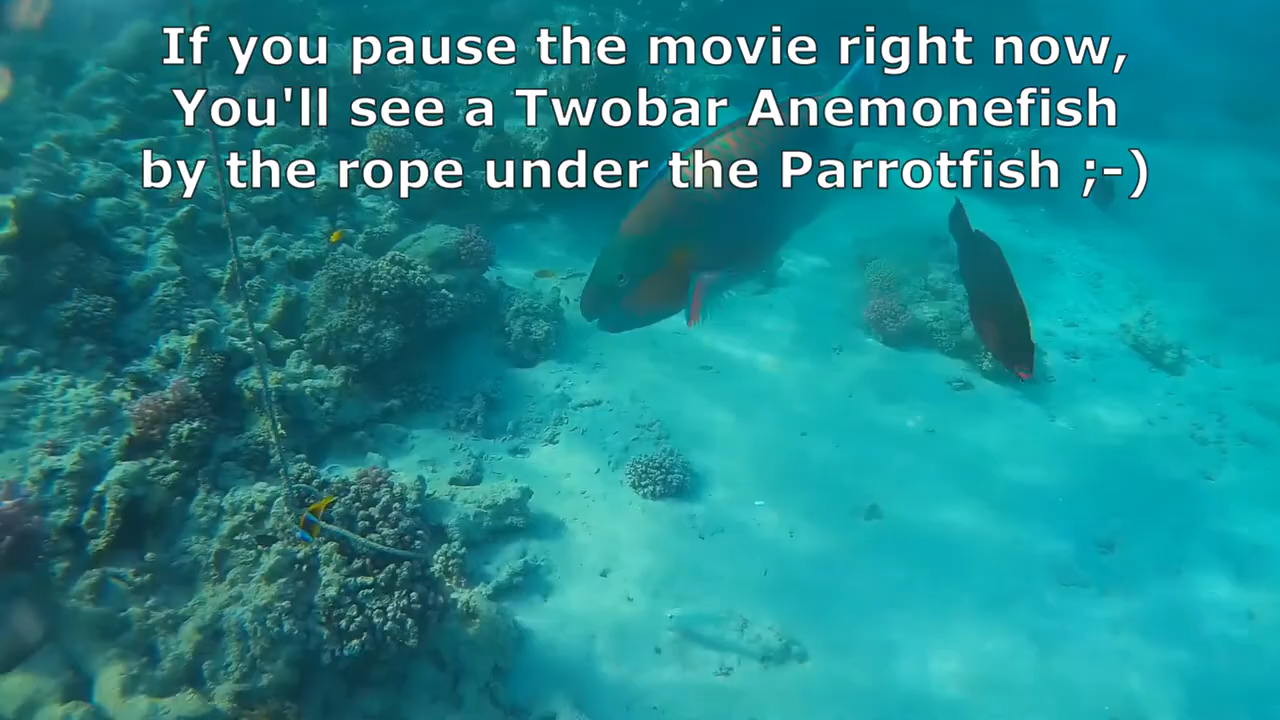 If you pause the movie right now,
You'll see a Twobar Anemonefish
by the rope under the Parrotfish ;-)